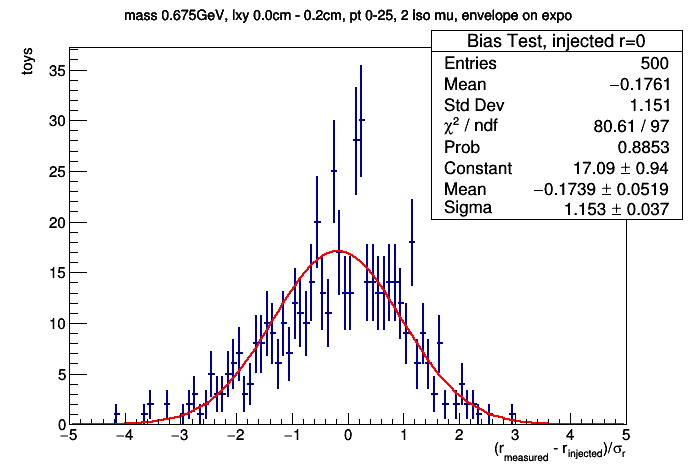 mass 0.675GeV, lxy 0.0cm - 0.2cm, pt 0-25, 2 Iso mu, envelope on expo
Bias Test, injected r=0
Entries 500
Mean −0.1761
Std Dev 1.151
χ² / ndf 80.61 / 97
Prob 0.8853
Constant 17.09 ± 0.94
Mean −0.1739 ± 0.0519
Sigma 1.153 ± 0.037
toys
35
30
25
20
15
10
5
0
−5 −4 −3 −2 −1 0 1 2 3 4 5
(r_measured - r_injected)/σ_r